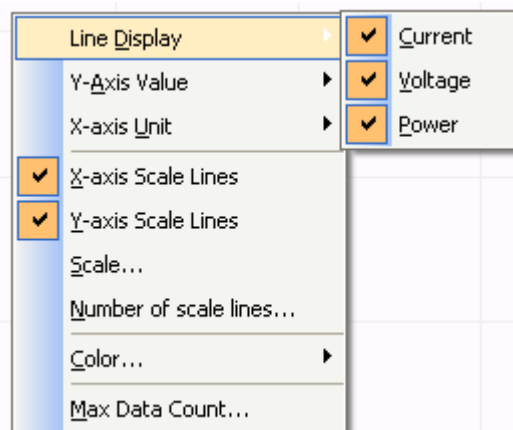 Line Display
Current
Y-Axis Value
Voltage
X-axis Unit
Power
X-axis Scale Lines
Y-axis Scale Lines
Scale...
Number of scale lines...
Color...
Max Data Count...